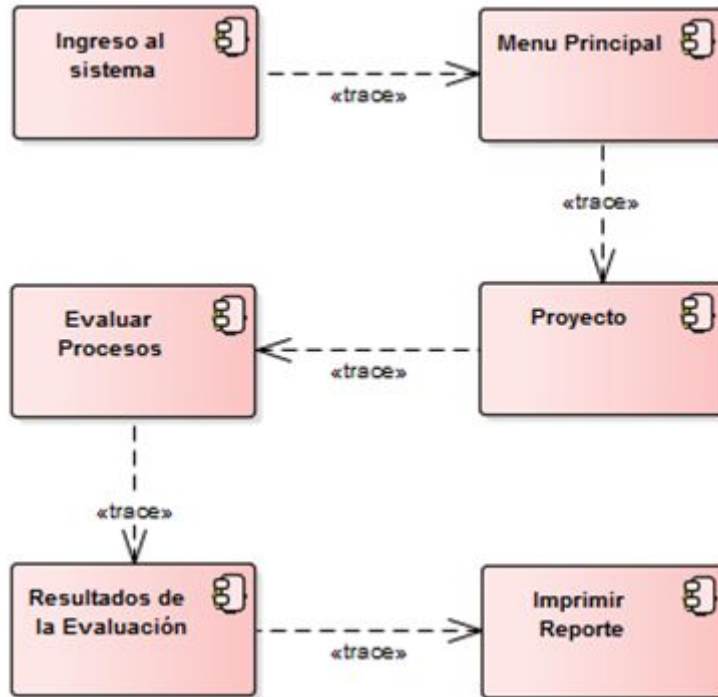 Ingreso al
sistema
Menu Principal
«trace»
«trace»
Evaluar
Procesos
Proyecto
«trace»
«trace»
Resultados de
la Evaluación
Imprimir
Reporte
«trace»